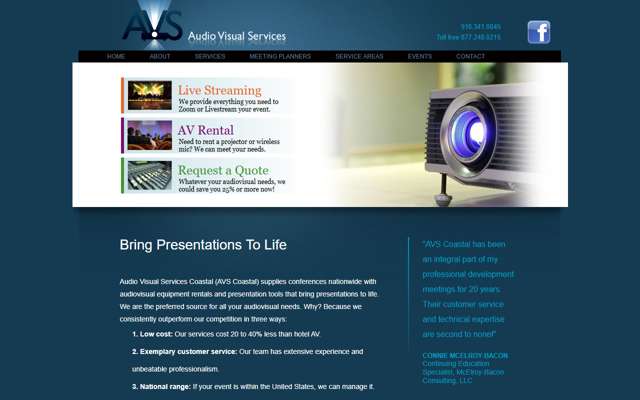 AVS
Audio Visual Services
916.341.9845
Toll free 877.248.9216
f
HOME ABOUT SERVICES MEETING PLANNERS SERVICE AREAS EVENTS CONTACT
Live Streaming
We provide everything you need to
Zoom or Livestream your event.
AV Rental
Need to rent a projector or wireless
mic? We can meet your needs.
Request a Quote
Whatever your audiovisual needs, we
could save you 25% or more now!
Bring Presentations To Life
Audio Visual Services Coastal (AVS Coastal) supplies conferences nationwide with
audiovisual equipment rentals and presentation tools that bring presentations to life.
We are the preferred source for all your audiovisual needs. Why? Because we
consistently outperform our competition in three ways:
1. Low cost: Our services cost 20 to 40% less than hotel AV.
2. Exemplary customer service: Our team has extensive experience and
unbeatable professionalism.
3. National range: If your event is within the United States, we can manage it.
"AVS Coastal has been
an integral part of my
professional development
meetings for 20 years.
Their customer service
and technical expertise
are second to none!"
CONNIE MCELROY-BACON
Continuing Education
Specialist, McElroy-Bacon
Consulting, LLC